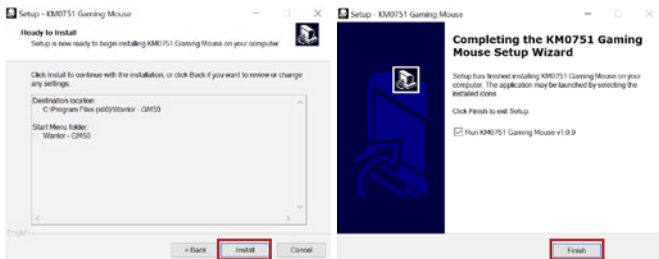 Setup - KM0751 Gaming Mouse
Ready to Install
Setup is now ready to begin installing KM0751 Gaming Mouse on your computer.
Click Install to continue with the installation, or click Back if you want to review or change
any settings.
Destination location:
C:\Program Files (x86)\Warrior - GM50
Start Menu folder:
Warrior - GM50
English
< Back
Install
Cancel
Setup - KM0751 Gaming Mouse
Completing the KM0751 Gaming
Mouse Setup Wizard
Setup has finished installing KM0751 Gaming Mouse on your
computer. The application may be launched by selecting the
installed icons.
Click Finish to exit Setup.
Run KM0751 Gaming Mouse v1.0.9
Finish